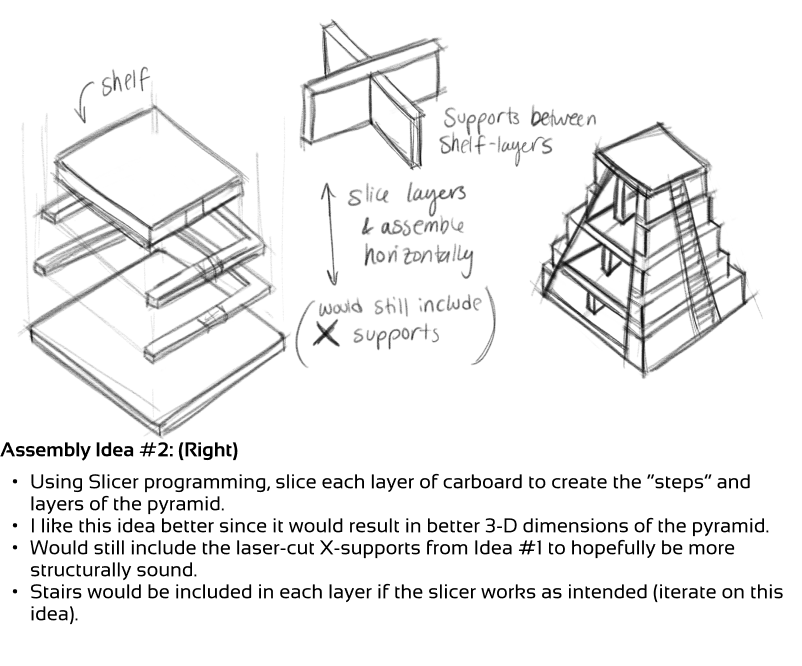 shelf
Supports between
Shelf-layers
slice layers
& assemble
horizontally
(would still include
X supports)
Assembly Idea #2: (Right)
• Using Slicer programming, slice each layer of carboard to create the "steps" and
layers of the pyramid.
• I like this idea better since it would result in better 3-D dimensions of the pyramid.
• Would still include the laser-cut X-supports from Idea #1 to hopefully be more
structurally sound.
• Stairs would be included in each layer if the slicer works as intended (iterate on this
idea).